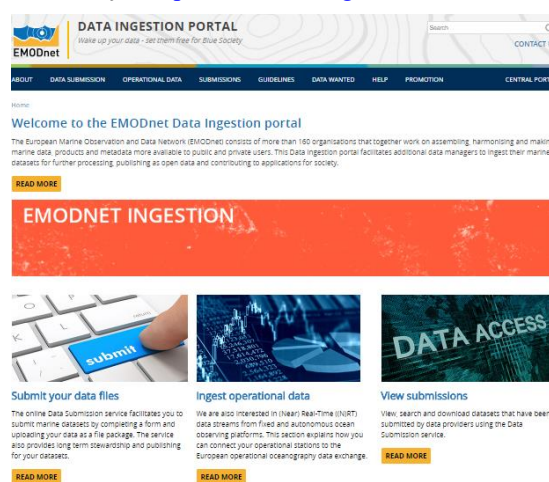 DATA INGESTION PORTAL
Wake up your data - set them free for Blue Society
EMODnet
Search
CONTACT
ABOUT DATA SUBMISSION OPERATIONAL DATA SUBMISSIONS GUIDELINES DATA WANTED HELP PROMOTION CENTRAL PORT
Home
Welcome to the EMODnet Data Ingestion portal
The European Marine Observation and Data Network (EMODnet) consists of more than 160 organisations that together work on assembling, harmonising and makin
marine data, products and metadata more available to public and private users. This Data Ingestion portal facilitates additional data managers to ingest their marine
datasets for further processing, publishing as open data and contributing to applications for society.
READ MORE
EMODNET INGESTION
submit
DATA ACCESS
Submit your data files
The online Data Submission service facilitates you to
submit marine datasets by completing a form and
uploading your data as a file package. The service
also provides long term stewardship and publishing
for your datasets.
READ MORE
Ingest operational data
We are also interested in (Near) Real-Time ((N)RT)
data streams from fixed and autonomous ocean
observing platforms. This section explains how you
can connect your operational stations to the
European operational oceanography data exchange.
READ MORE
View submissions
View, search and download datasets that have been
submitted by data providers using the Data
Submission service.
READ MORE